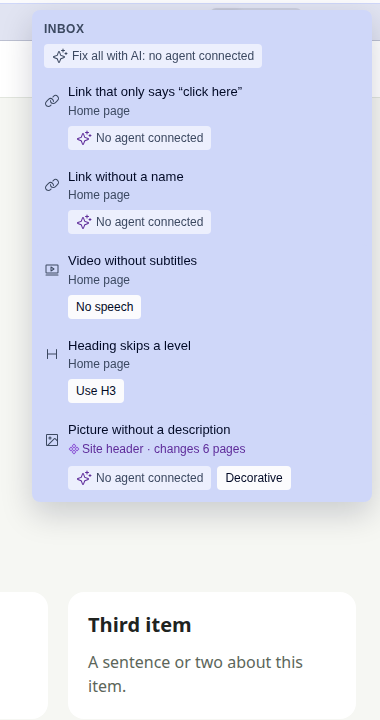 INBOX
Fix all with AI: no agent connected
Link that only says “click here”
Home page
No agent connected
Link without a name
Home page
No agent connected
Video without subtitles
Home page
No speech
Heading skips a level
Home page
Use H3
Picture without a description
Site header · changes 6 pages
No agent connected
Decorative
Third item
A sentence or two about this
item.